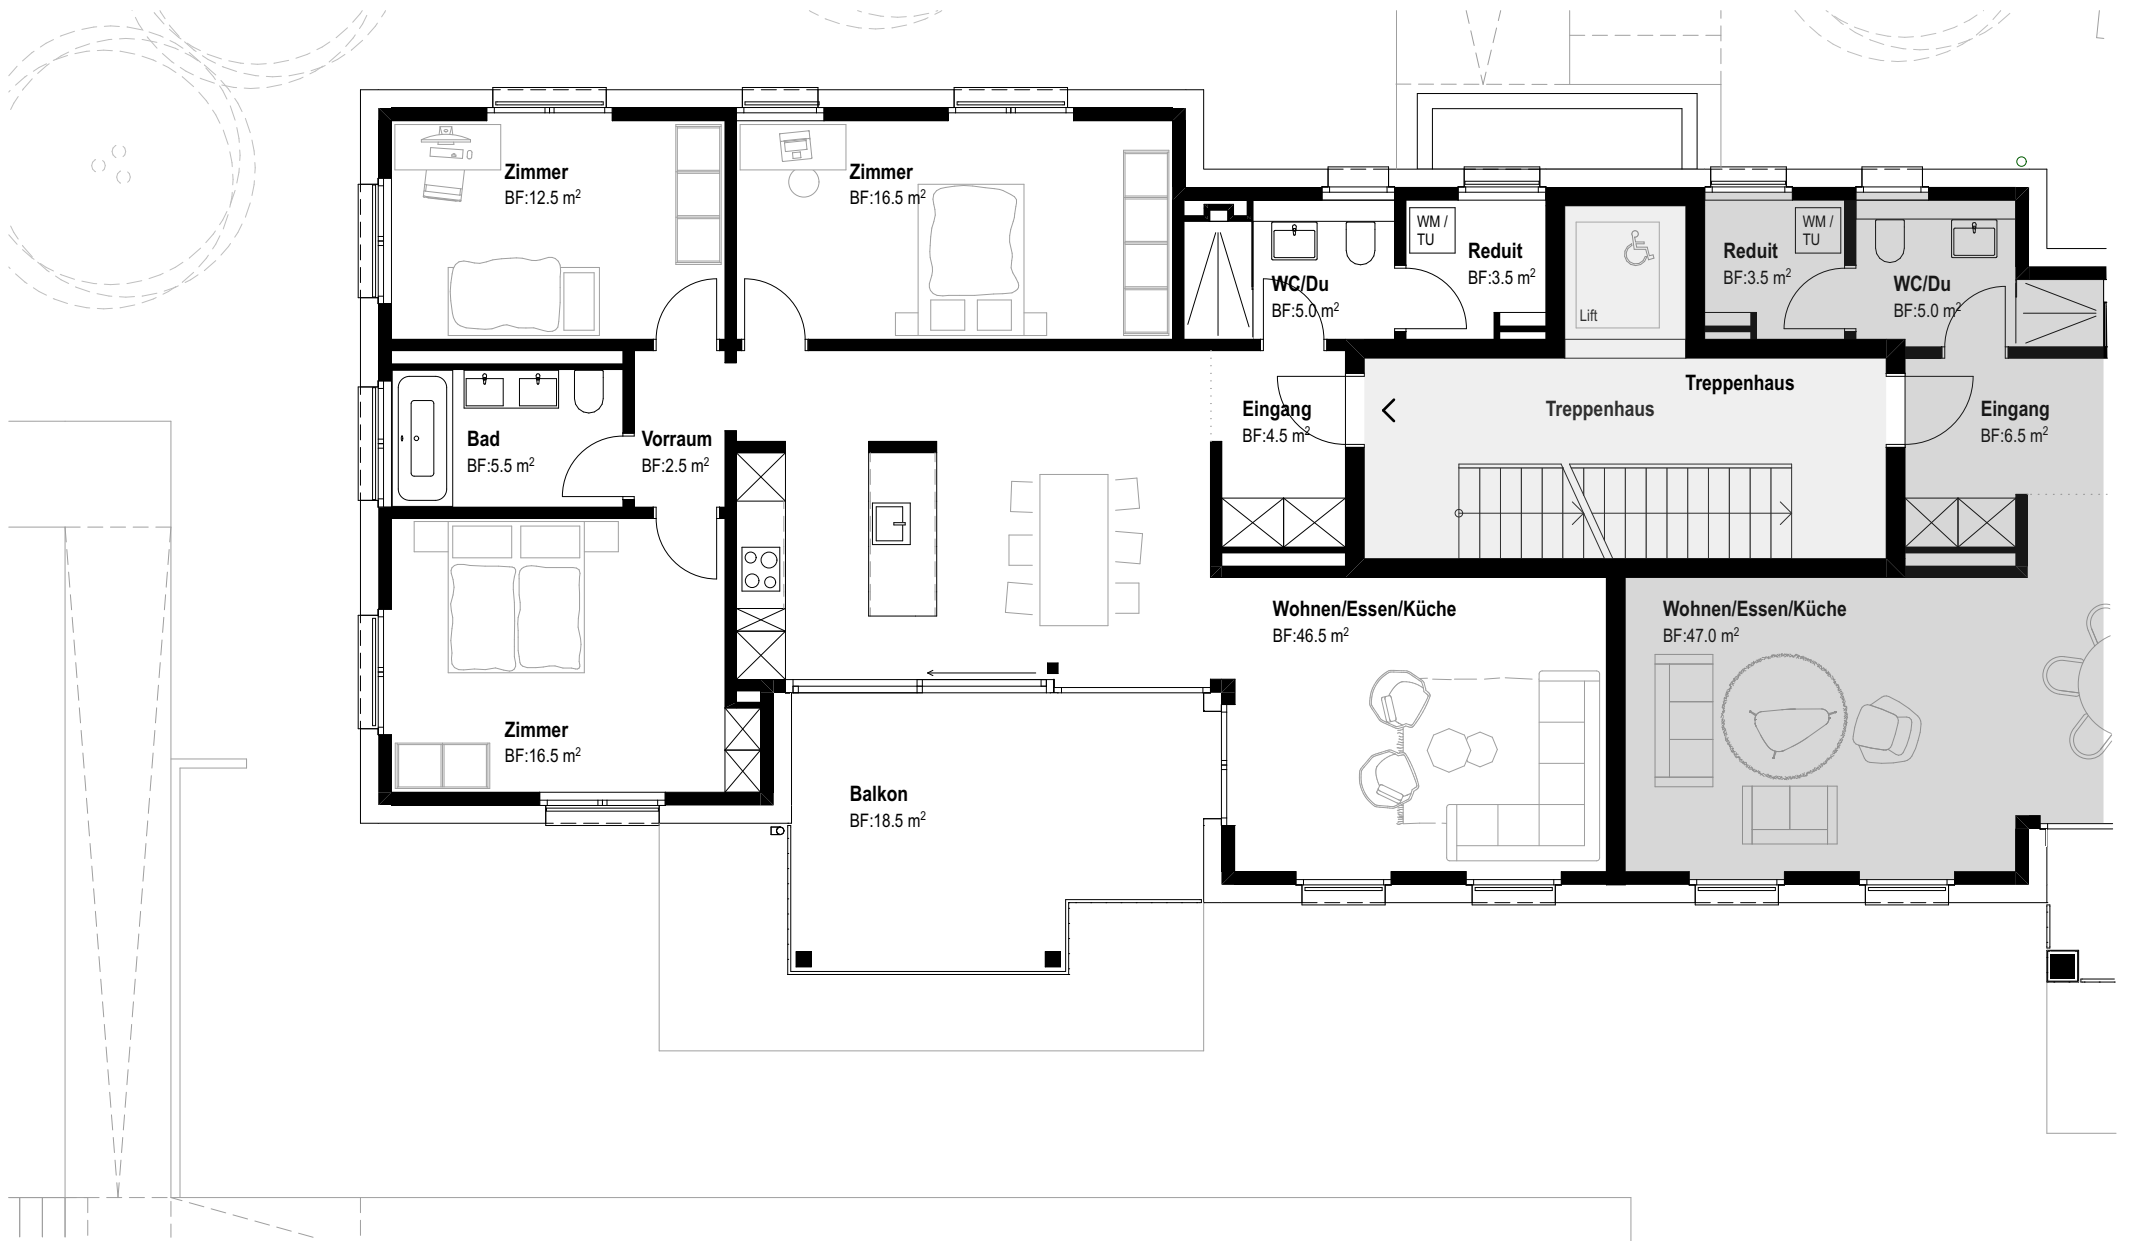 Zimmer
BF:12.5 m²
Zimmer
BF:16.5 m²
WC/Du
BF:5.0 m²
WM /
TU
Reduit
BF:3.5 m²
Lift
Reduit
BF:3.5 m²
WM /
TU
WC/Du
BF:5.0 m²
Treppenhaus
Treppenhaus
Eingang
BF:4.5 m²
Eingang
BF:6.5 m²
Bad
BF:5.5 m²
Vorraum
BF:2.5 m²
Wohnen/Essen/Küche
BF:46.5 m²
Wohnen/Essen/Küche
BF:47.0 m²
Zimmer
BF:16.5 m²
Balkon
BF:18.5 m²